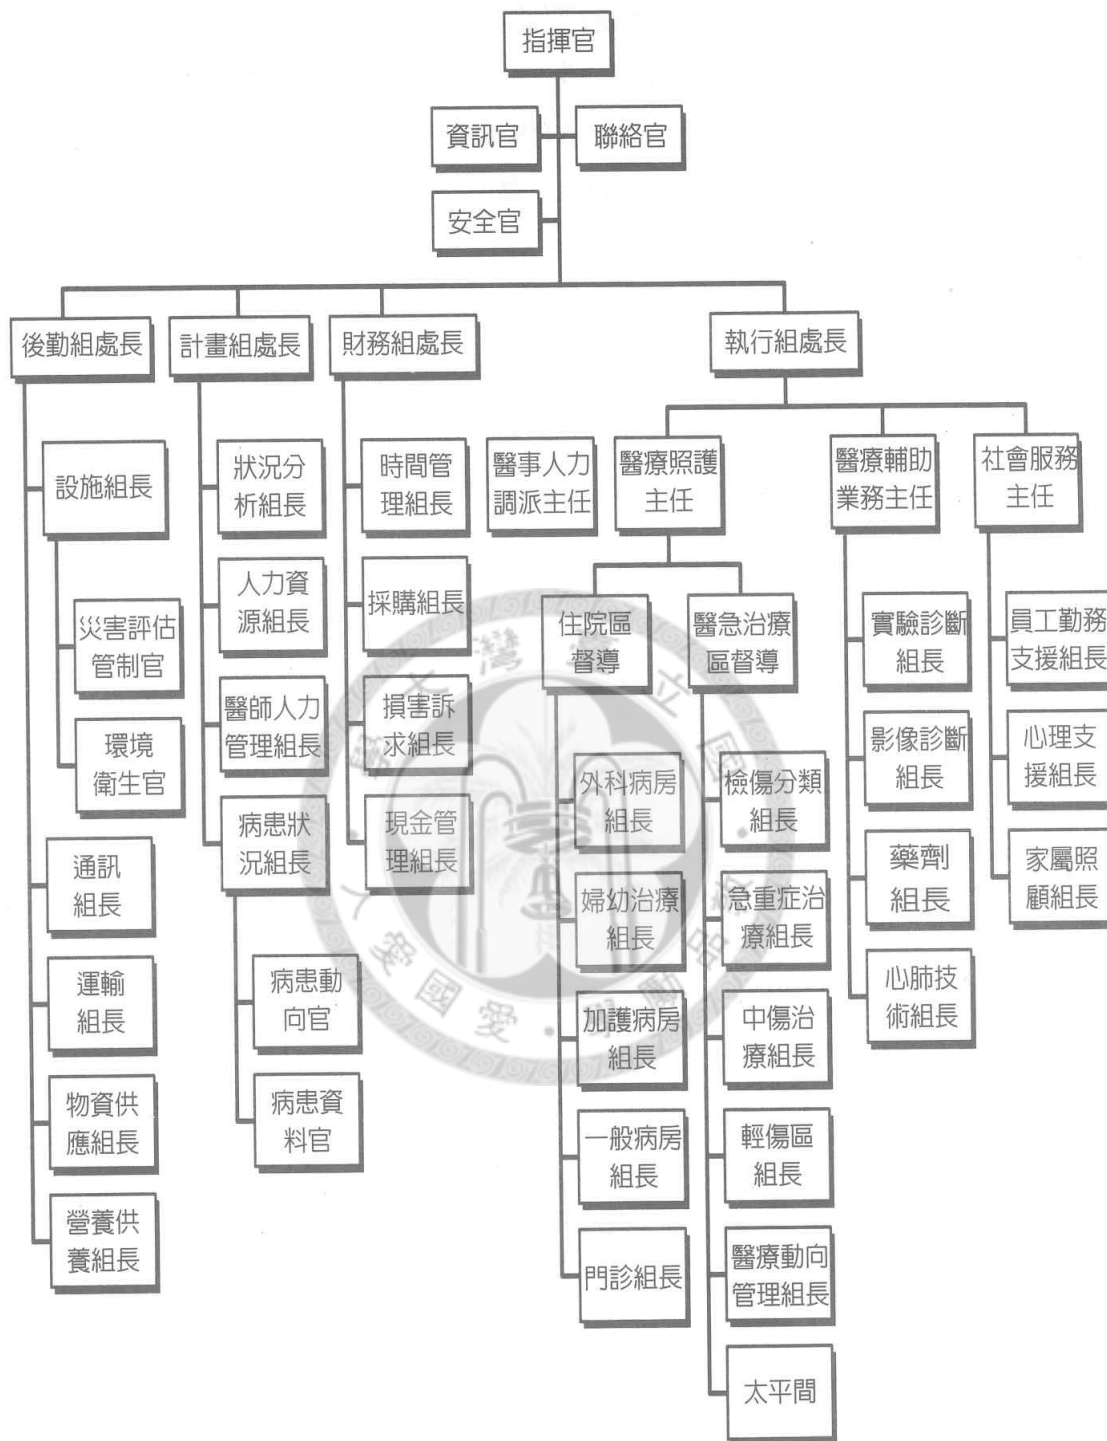 指揮官
資訊官
聯絡官
安全官
後勤組處長
計畫組處長
財務組處長
執行組處長
設施組長
狀況分
析組長
時間管
理組長
醫事人力
調派主任
醫療照護
主任
醫療輔助
業務主任
社會服務
主任
災害評估
管制官
人力資
源組長
採購組長
住院區
督導
醫急治療
區督導
實驗診斷
組長
員工勤務
支援組長
環境
衛生官
醫師人力
管理組長
損害訴
求組長
外科病房
組長
檢傷分類
組長
影像診斷
組長
心理支
援組長
通訊
組長
病患狀
況組長
現金管
理組長
婦幼治療
組長
急重症治
療組長
藥劑
組長
家屬照
顧組長
運輸
組長
病患動
向官
加護病房
組長
中傷治
療組長
心肺技
術組長
物資供
應組長
病患資
料官
一般病房
組長
輕傷區
組長
營養供
養組長
門診組長
醫療動向
管理組長
太平間